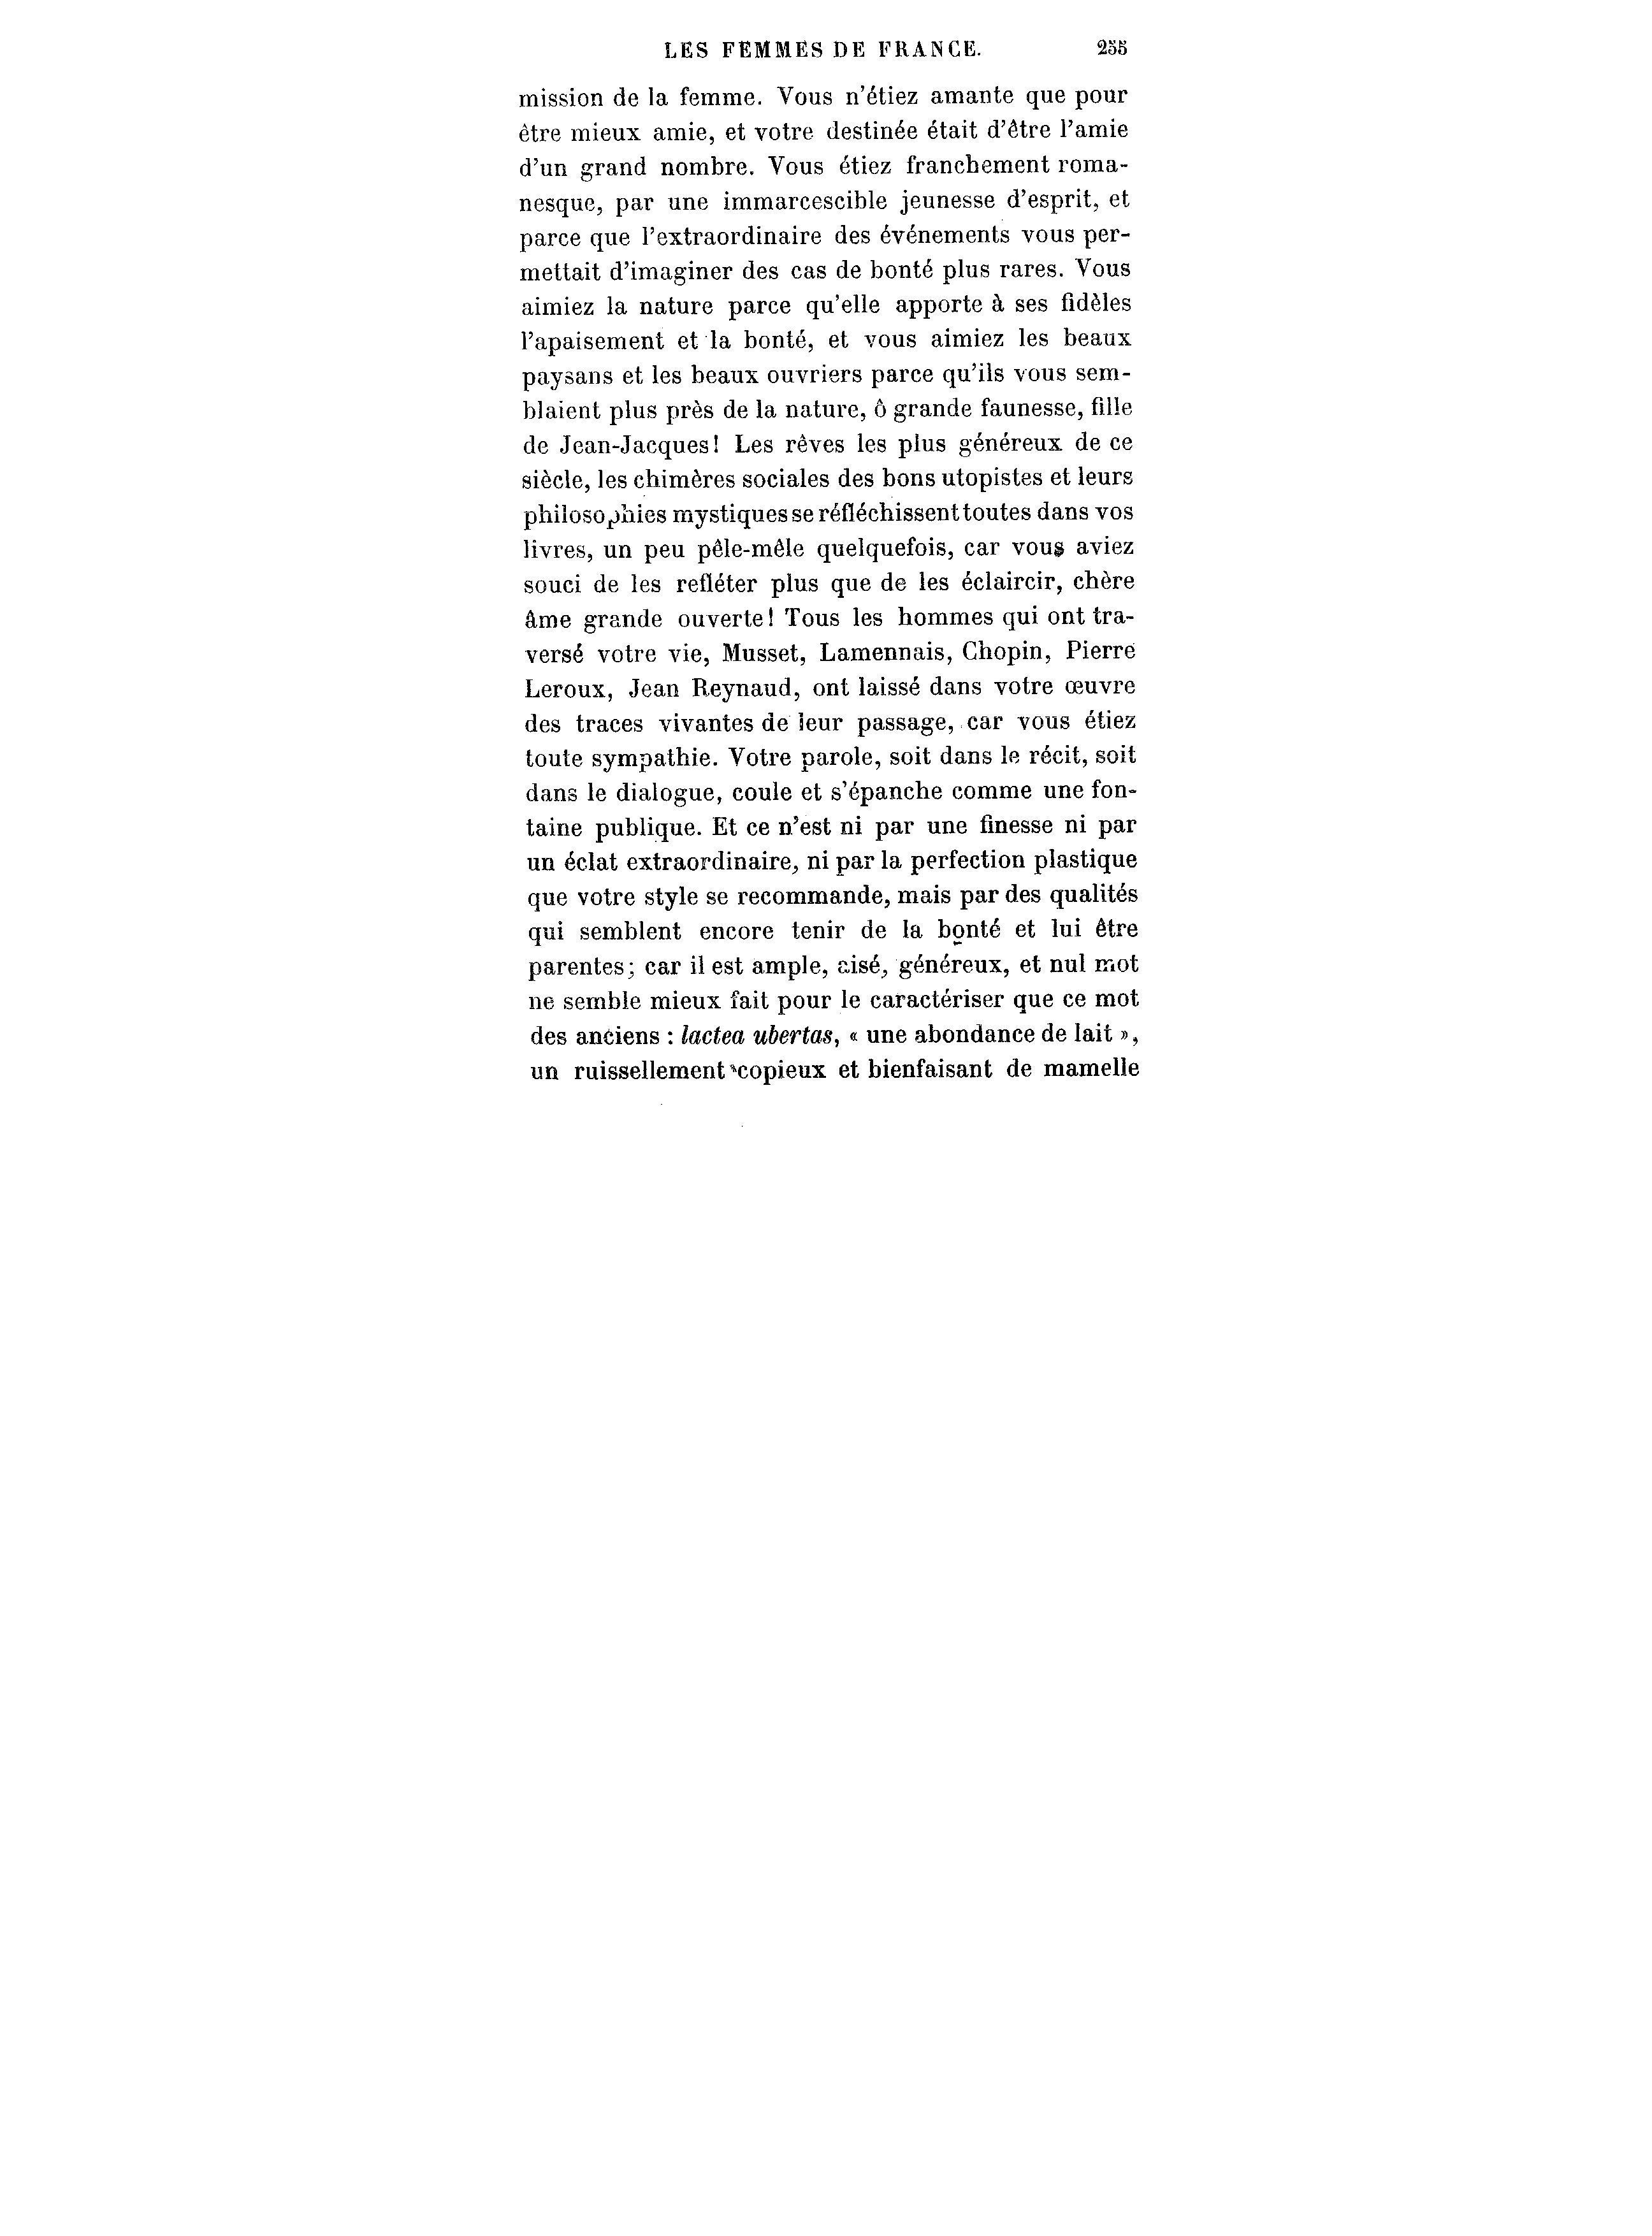 LES FEMMES DE FRANCE. 255
mission de la femme. Vous n'étiez amante que pour
être mieux amie, et votre destinée était d'être l'amie
d'un grand nombre. Vous étiez franchement roma-
nesque, par une immarcescible jeunesse d'esprit, et
parce que l'extraordinaire des événements vous per-
mettait d'imaginer des cas de bonté plus rares. Vous
aimiez la nature parce qu'elle apporte à ses fidèles
l'apaisement et la bonté, et vous aimiez les beaux
paysans et les beaux ouvriers parce qu'ils vous sem-
blaient plus près de la nature, ô grande faunesse, fille
de Jean-Jacques! Les rêves les plus généreux de ce
siècle, les chimères sociales des bons utopistes et leurs
philosophies mystiques se réfléchissent toutes dans vos
livres, un peu pêle-mêle quelquefois, car vous aviez
souci de les refléter plus que de les éclaircir, chère
âme grande ouverte! Tous les hommes qui ont tra-
versé votre vie, Musset, Lamennais, Chopin, Pierre
Leroux, Jean Reynaud, ont laissé dans votre œuvre
des traces vivantes de leur passage, car vous étiez
toute sympathie. Votre parole, soit dans le récit, soit
dans le dialogue, coule et s'épanche comme une fon-
taine publique. Et ce n'est ni par une finesse ni par
un éclat extraordinaire, ni par la perfection plastique
que votre style se recommande, mais par des qualités
qui semblent encore tenir de la bonté et lui être
parentes; car il est ample, aisé, généreux, et nul mot
ne semble mieux fait pour le caractériser que ce mot
des anciens : lactea ubertas, « une abondance de lait »,
un ruissellement copieux et bienfaisant de mamelle